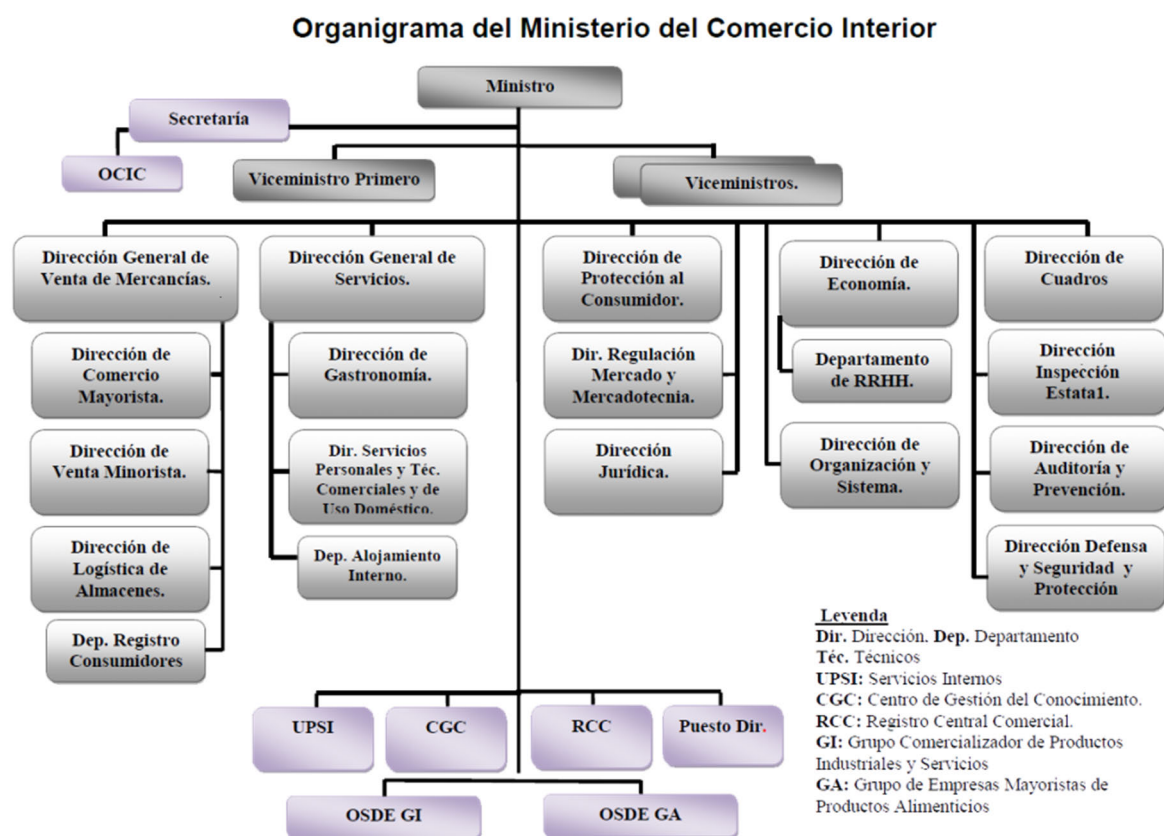 Organigrama del Ministerio del Comercio Interior
Ministro
Secretaría
OCIC
Viceministro Primero
Viceministros.
Dirección General de
Venta de Mercancías.
Dirección de
Comercio
Mayorista.
Dirección de
Venta Minorista.
Dirección de
Logística de
Almacenes.
Dep. Registro
Consumidores
Dirección General de
Servicios.
Dirección de
Gastronomía.
Dir. Servicios
Personales y Téc.
Comerciales y de
Uso Doméstico.
Dep. Alojamiento
Interno.
Dirección de
Protección al
Consumidor.
Dir. Regulación
Mercado y
Mercadotecnia.
Dirección
Jurídica.
Dirección de
Economía.
Departamento
de RRHH.
Dirección de
Organización y
Sistema.
Dirección de
Cuadros
Dirección
Inspección
Estata1.
Dirección de
Auditoría y
Prevención.
Dirección Defensa
y Seguridad y
Protección
UPSI
CGC
RCC
Puesto Dir.
OSDE GI
OSDE GA
Leyenda
Dir. Dirección. Dep. Departamento
Téc. Técnicos
UPSI: Servicios Internos
CGC: Centro de Gestión del Conocimiento.
RCC: Registro Central Comercial.
GI: Grupo Comercializador de Productos
Industriales y Servicios
GA: Grupo de Empresas Mayoristas de
Productos Alimenticios